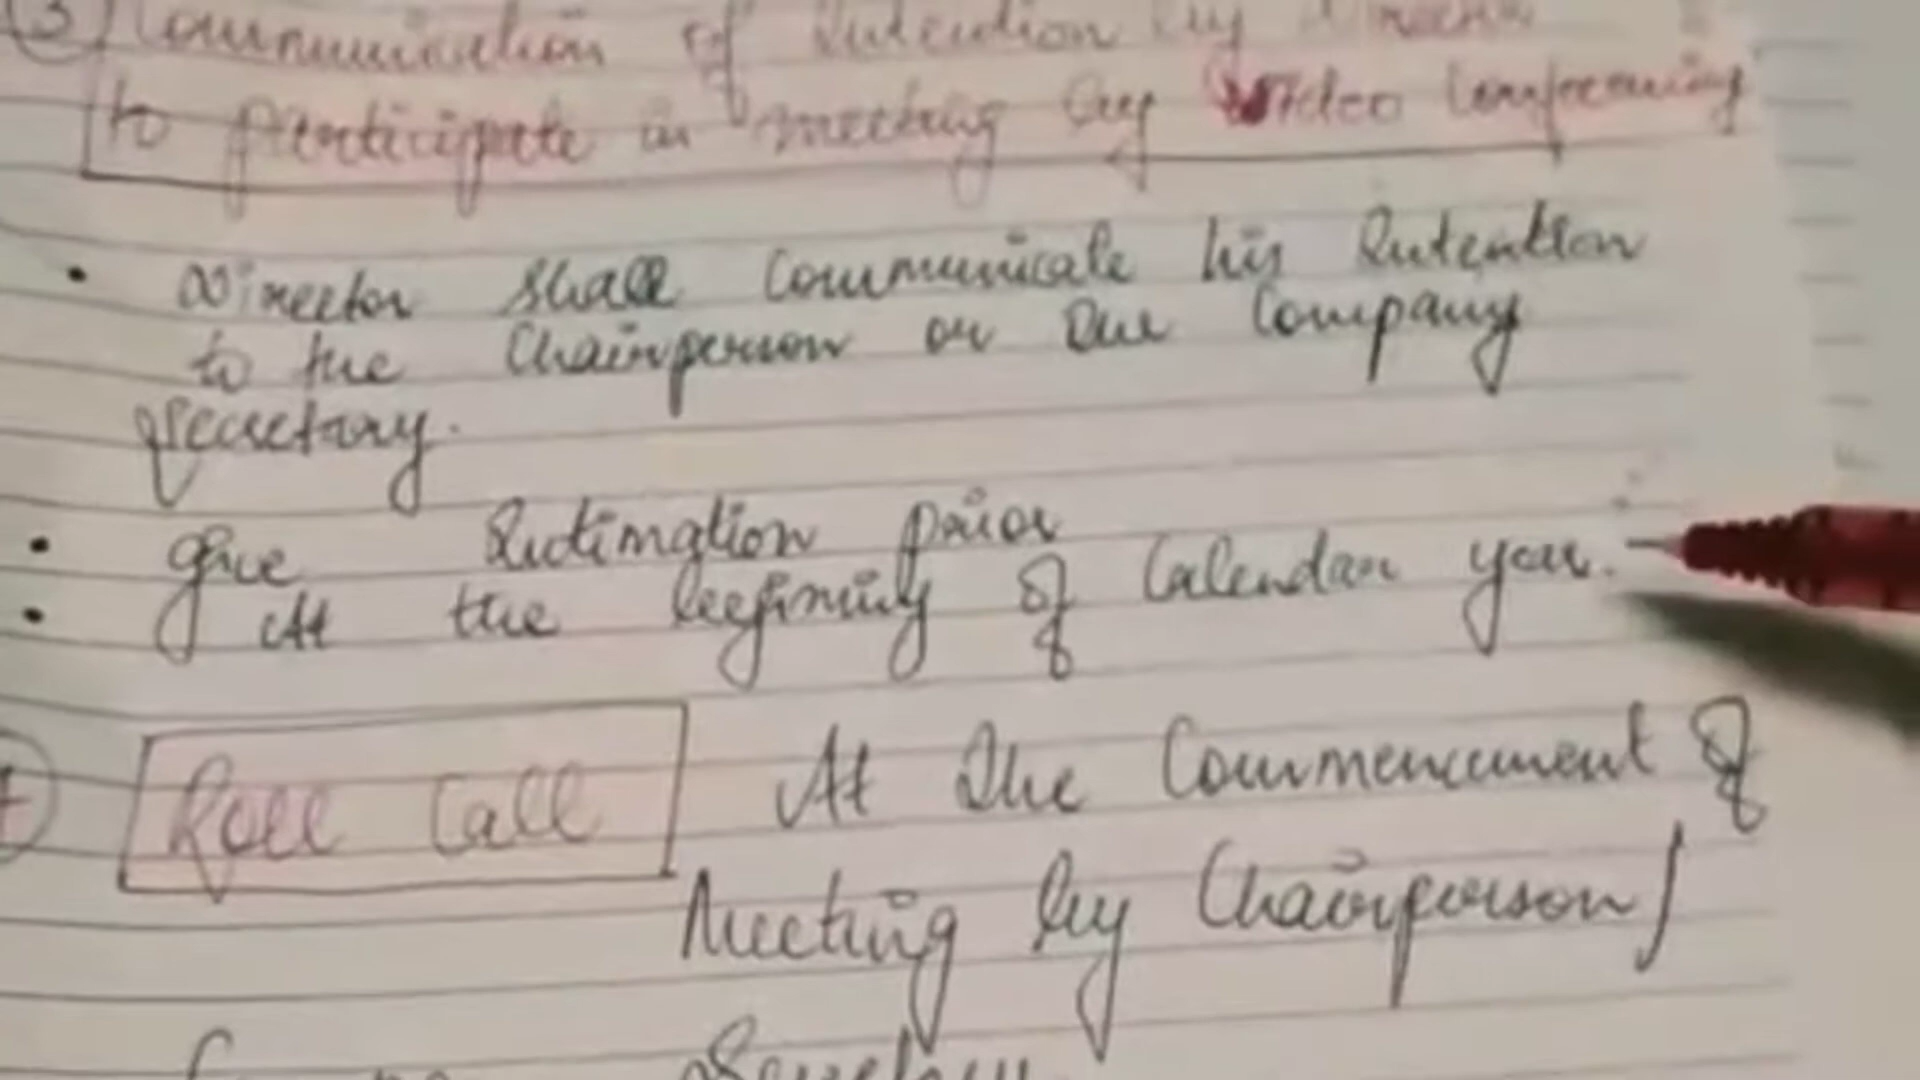 ③ Communication of Intention by Director
to participate in meeting by Video Conferencing
• Director shall Communicate his Intention
to the Chairperson or the Company
Secretary.
• give Intimation prior
• At the begining of Calendar year.
Roll Call At the Commencement of
Meeting by Chairperson/
Secretary